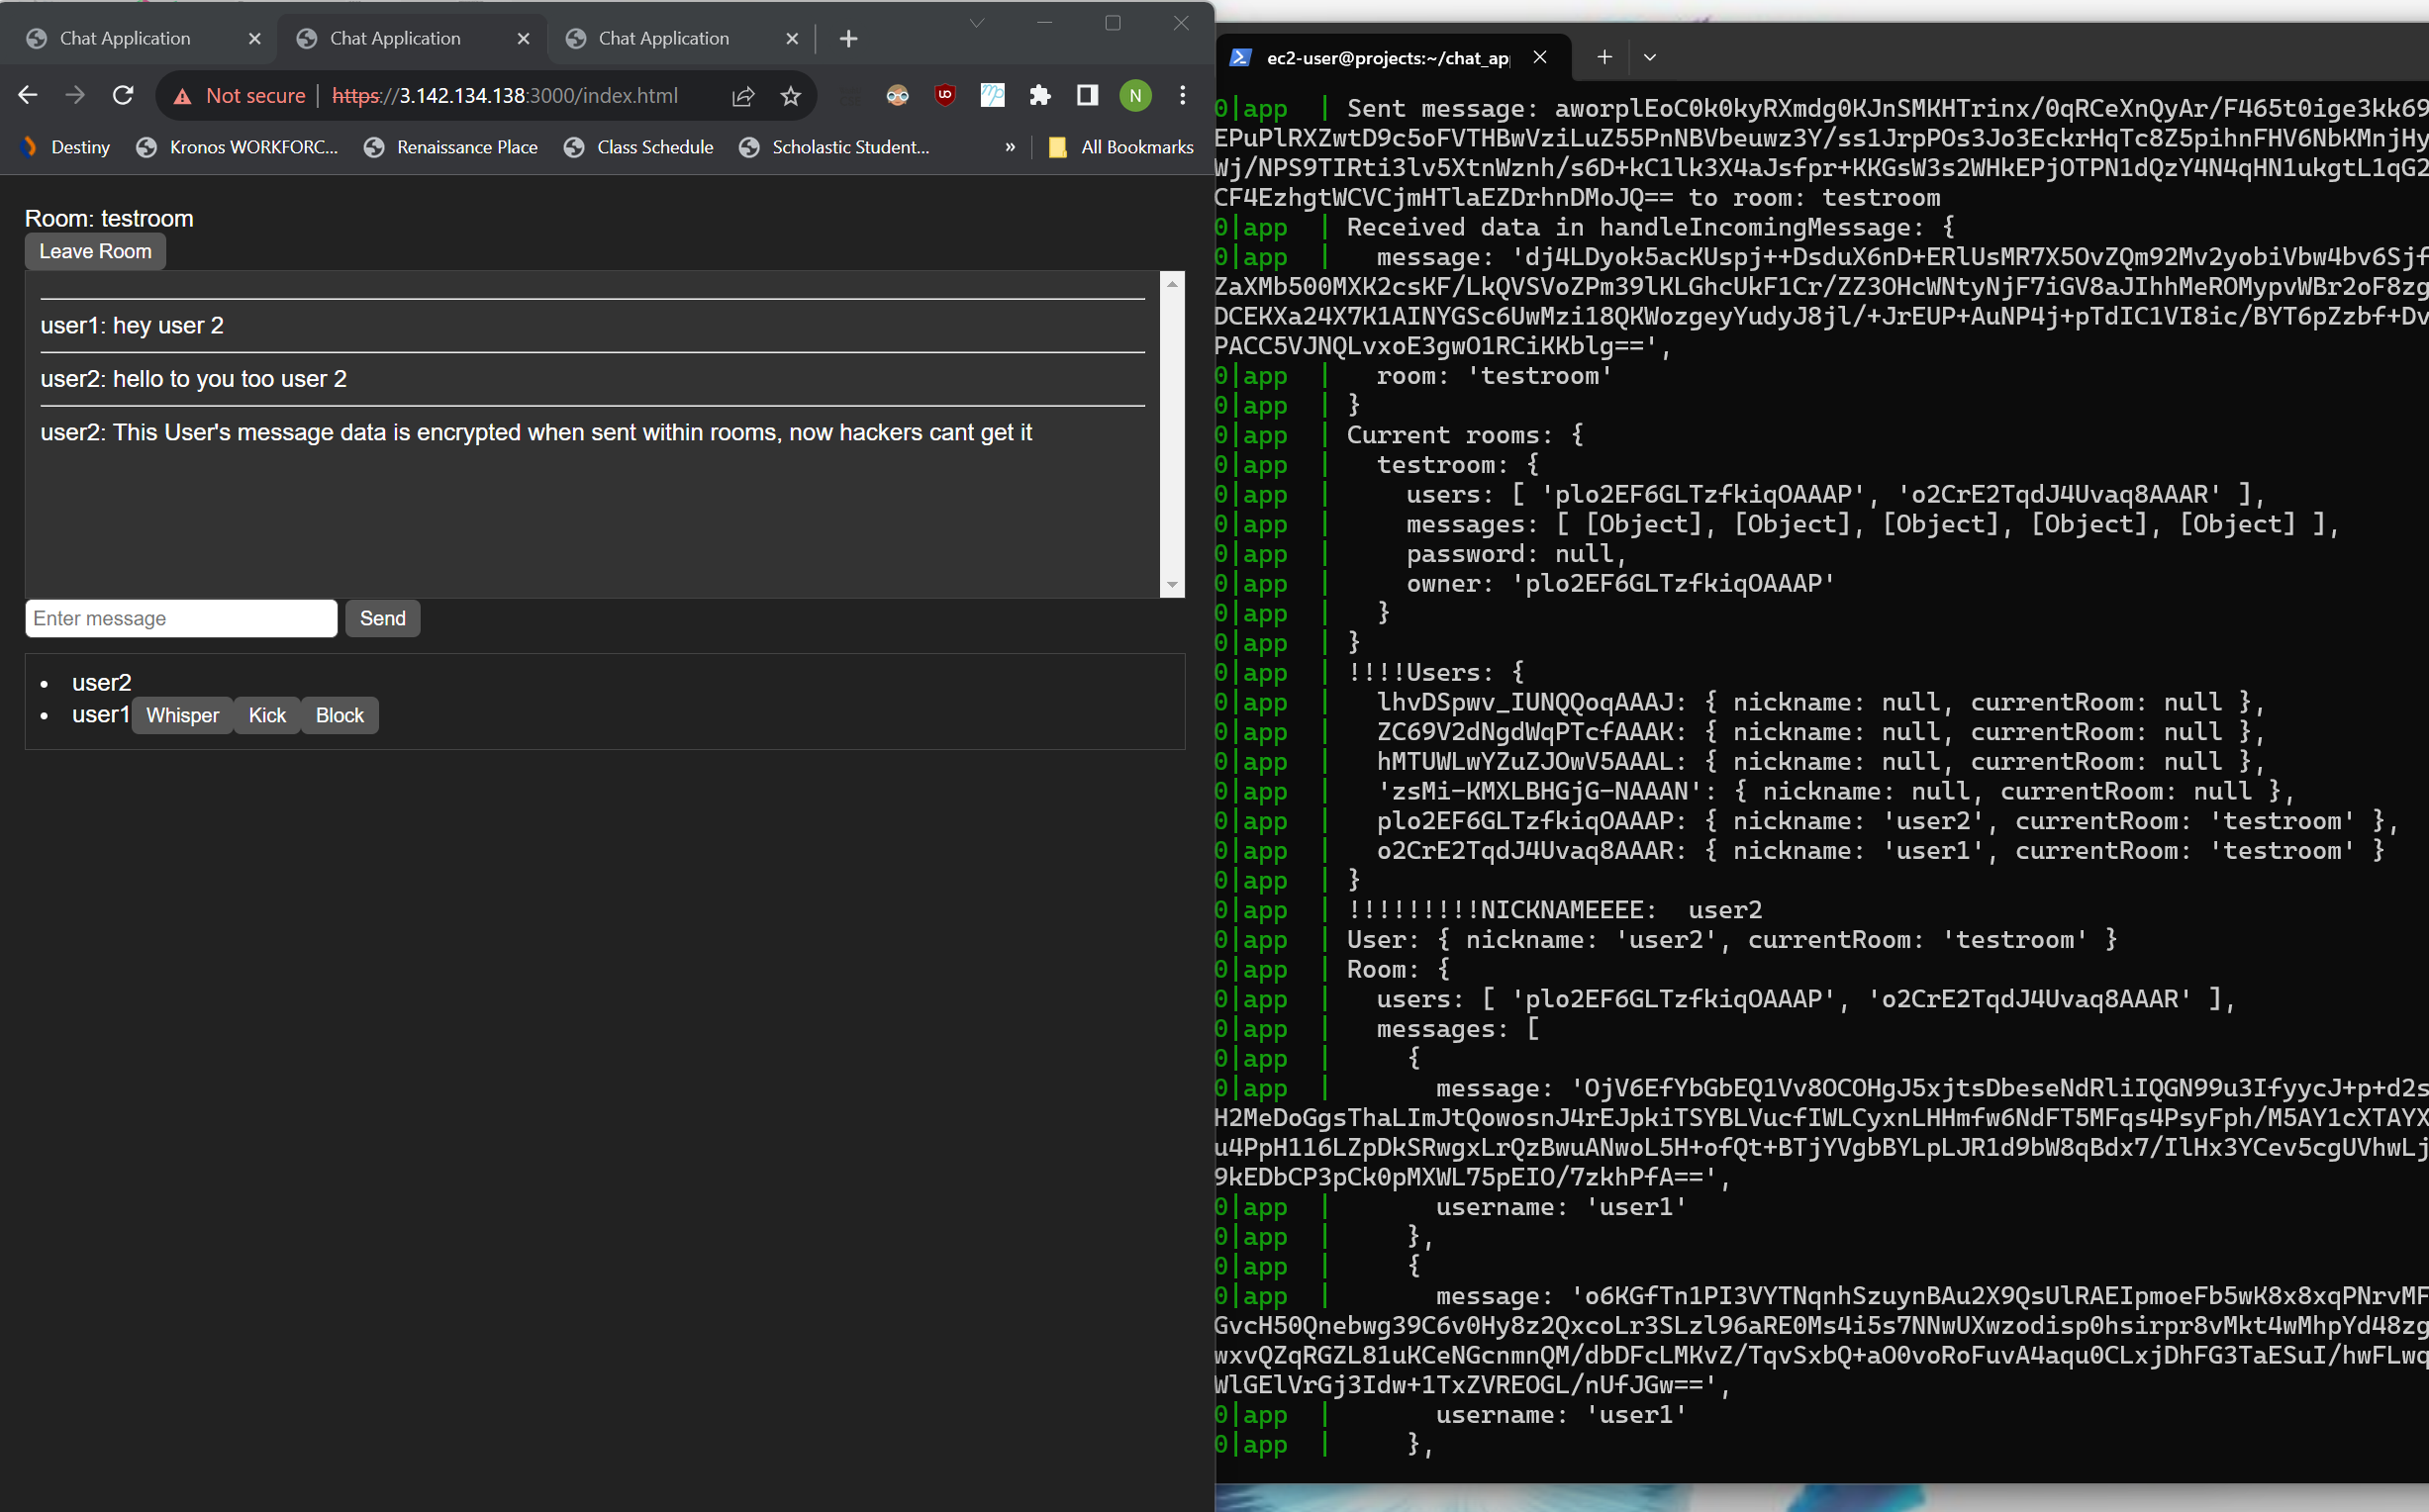 Chat Application
Chat Application
Chat Application
Not secure | https://3.142.134.138:3000/index.html
N
Destiny
Kronos WORKFORC...
Renaissance Place
Class Schedule
Scholastic Student...
»
All Bookmarks
Room: testroom
Leave Room
user1: hey user 2
user2: hello to you too user 2
user2: This User's message data is encrypted when sent within rooms, now hackers cant get it
Enter message
Send
user2
user1
Whisper
Kick
Block
ec2-user@projects:~/chat_ap
0|app  | Sent message: aworplEoC0k0kyRXmdg0KJnSMKHTrinx/0qRCeXnQyAr/F465t0ige3kk69
EPuPlRXZwtD9c5oFVTHBwVziLuZ55PnNBVbeuwz3Y/ss1JrpPOs3Jo3EckrHqTc8Z5pihnFHV6NbKMnjHy
Wj/NPS9TIRti3lv5XtnWznh/s6D+kC1lk3X4aJsfpr+KKGsW3s2WHkEPjOTPN1dQzY4N4qHN1ukgtL1qG2
CF4EzhgtWCVCjmHTlaEZDrhnDMoJQ== to room: testroom
0|app  | Received data in handleIncomingMessage: {
0|app  |   message: 'dj4LDyok5acKUspj++DsduX6nD+ERlUsMR7X5OvZQm92Mv2yobiVbw4bv6Sjf
ZaXMb500MXK2csKF/LkQVSVoZPm39lKLGhcUkF1Cr/ZZ3OHcWNtyNjF7iGV8aJIhhMeROMypvWBr2oF8zg
DCEKXa24X7K1AINYGSc6UwMzi18QKWozgeyYudyJ8jl/+JrEUP+AuNP4j+pTdIC1VI8ic/BYT6pZzbf+Dv
PACC5VJNQLvxoE3gwO1RCiKKblg==',
0|app  |   room: 'testroom'
0|app  | }
0|app  | Current rooms: {
0|app  |   testroom: {
0|app  |     users: [ 'plo2EF6GLTzfkiqOAAAP', 'o2CrE2TqdJ4Uvaq8AAAR' ],
0|app  |     messages: [ [Object], [Object], [Object], [Object], [Object] ],
0|app  |     password: null,
0|app  |     owner: 'plo2EF6GLTzfkiqOAAAP'
0|app  |   }
0|app  | }
0|app  | !!!!Users: {
0|app  |   lhvDSpwv_IUNQQoqAAAJ: { nickname: null, currentRoom: null },
0|app  |   ZC69V2dNgdWqPTcfAAAK: { nickname: null, currentRoom: null },
0|app  |   hMTUWLwYZuZJOwV5AAAL: { nickname: null, currentRoom: null },
0|app  |   'zsMi-KMXLBHGjG-NAAAN': { nickname: null, currentRoom: null },
0|app  |   plo2EF6GLTzfkiqOAAAP: { nickname: 'user2', currentRoom: 'testroom' },
0|app  |   o2CrE2TqdJ4Uvaq8AAAR: { nickname: 'user1', currentRoom: 'testroom' }
0|app  | }
0|app  | !!!!!!!!!NICKNAMEEEE:  user2
0|app  | User: { nickname: 'user2', currentRoom: 'testroom' }
0|app  | Room: {
0|app  |   users: [ 'plo2EF6GLTzfkiqOAAAP', 'o2CrE2TqdJ4Uvaq8AAAR' ],
0|app  |   messages: [
0|app  |     {
0|app  |       message: 'OjV6EfYbGbEQ1Vv8OCOHgJ5xjtsDbeseNdRliIQGN99u3IfyycJ+p+d2s
H2MeDoGgsThaLImJtQowosnJ4rEJpkiTSYBLVucfIWLCyxnLHHmfw6NdFT5MFqs4PsyFph/M5AY1cXTAYX
u4PpH116LZpDkSRwgxLrQzBwuANwoL5H+ofQt+BTjYVgbBYLpLJR1d9bW8qBdx7/IlHx3YCev5cgUVhwLj
9kEDbCP3pCk0pMXWL75pEIO/7zkhPfA==',
0|app  |       username: 'user1'
0|app  |     },
0|app  |     {
0|app  |       message: 'o6KGfTn1PI3VYTNqnhSzuynBAu2X9QsUlRAEIpmoeFb5wK8x8xqPNrvMF
GvcH50Qnebwg39C6v0Hy8z2QxcoLr3SLzl96aRE0Ms4i5s7NNwUXwzodisp0hsirpr8vMkt4wMhpYd48zg
wxvQZqRGZL81uKCeNGcnmnQM/dbDFcLMKvZ/TqvSxbQ+aO0voRoFuvA4aqu0CLxjDhFG3TaESuI/hwFLwq
WlGElVrGj3Idw+1TxZVREOGL/nUfJGw==',
0|app  |       username: 'user1'
0|app  |     },